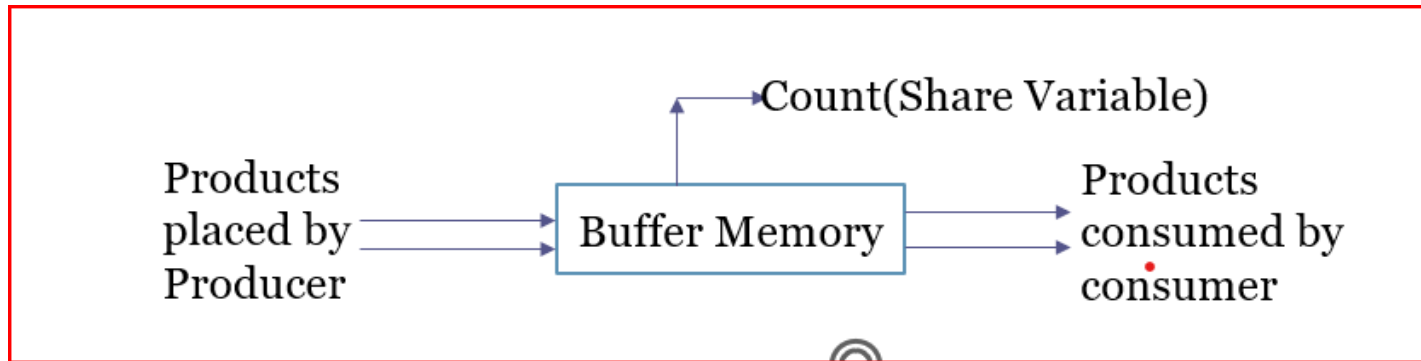 Count(Share Variable)
Products
placed by
Producer
Buffer Memory
Products
consumed by
consumer